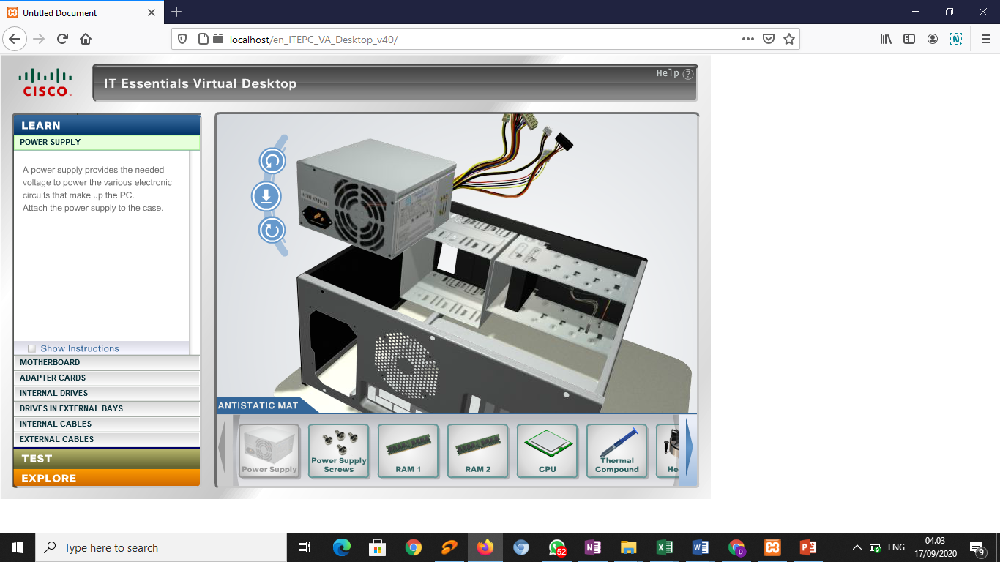 Untitled Document
localhost/en_ITEPC_VA_Desktop_v40/
CISCO
IT Essentials Virtual Desktop
Help ?
LEARN
POWER SUPPLY
A power supply provides the needed
voltage to power the various electronic
circuits that make up the PC.
Attach the power supply to the case.
Show Instructions
MOTHERBOARD
ADAPTER CARDS
INTERNAL DRIVES
DRIVES IN EXTERNAL BAYS
INTERNAL CABLES
EXTERNAL CABLES
TEST
EXPLORE
ANTISTATIC MAT
Power Supply
Power Supply
Screws
RAM 1
RAM 2
CPU
Thermal
Compound
He
Type here to search
52
ENG
04.03
17/09/2020
9